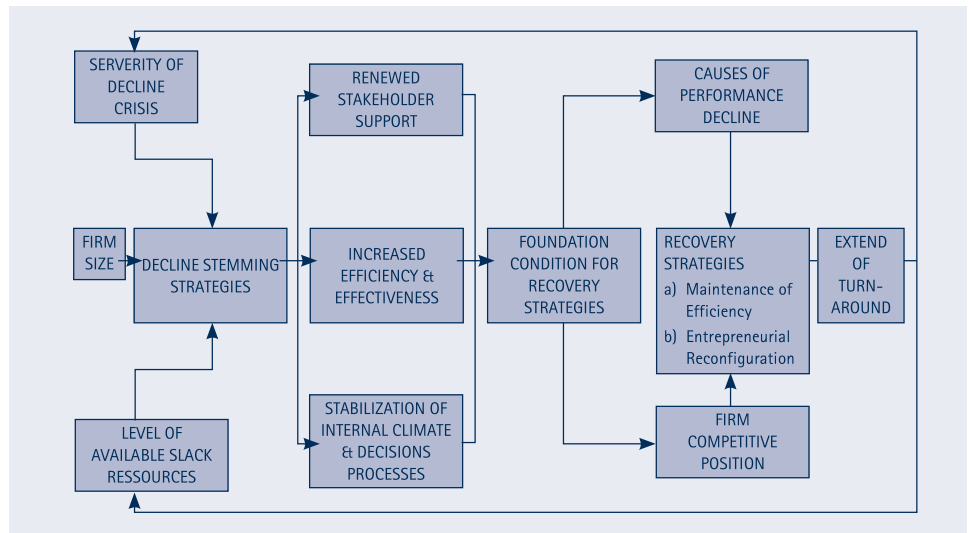 SERVERITY OF
DECLINE
CRISIS
FIRM
SIZE
DECLINE STEMMING
STRATEGIES
LEVEL OF
AVAILABLE SLACK
RESSOURCES
RENEWED
STAKEHOLDER
SUPPORT
INCREASED
EFFICIENCY &
EFFECTIVENESS
STABILIZATION OF
INTERNAL CLIMATE
& DECISIONS
PROCESSES
FOUNDATION
CONDITION FOR
RECOVERY
STRATEGIES
CAUSES OF
PERFORMANCE
DECLINE
RECOVERY
STRATEGIES
a) Maintenance of
Efficiency
b) Entrepreneurial
Reconfiguration
FIRM
COMPETITIVE
POSITION
EXTEND
OF
TURN-
AROUND